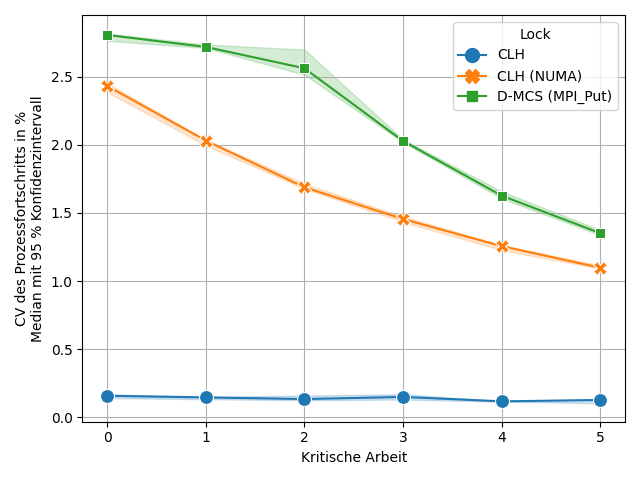 Lock
CLH
CLH (NUMA)
D-MCS (MPI_Put)
CV des Prozessfortschritts in %
Median mit 95 % Konfidenzintervall
2.5
2.0
1.5
1.0
0.5
0.0
0 1 2 3 4 5
Kritische Arbeit